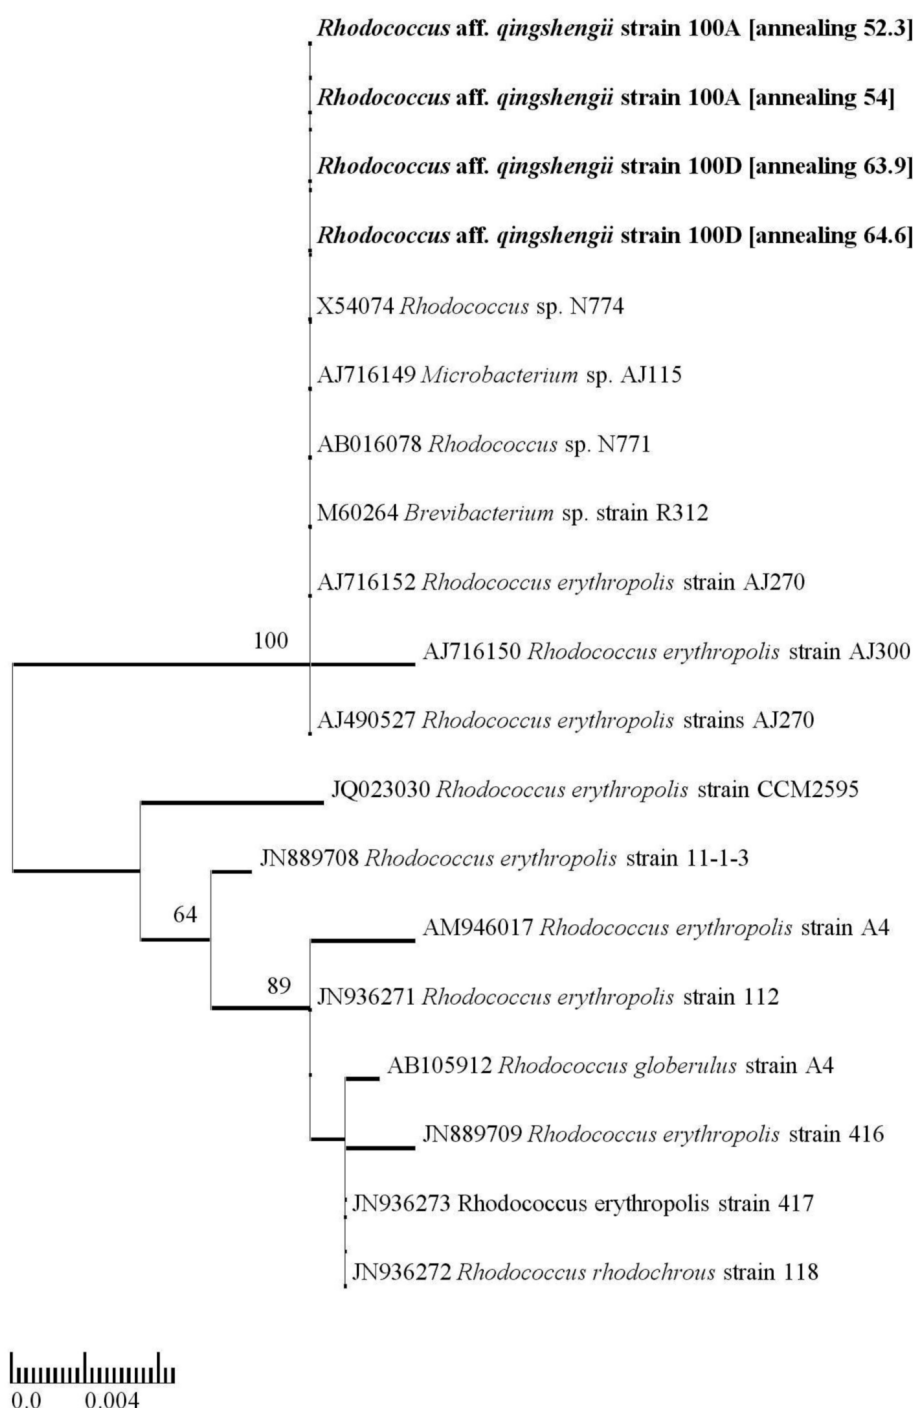 Rhodococcus aff. qingshengii strain 100A [annealing 52.3]
Rhodococcus aff. qingshengii strain 100A [annealing 54]
Rhodococcus aff. qingshengii strain 100D [annealing 63.9]
Rhodococcus aff. qingshengii strain 100D [annealing 64.6]
X54074 Rhodococcus sp. N774
AJ716149 Microbacterium sp. AJ115
AB016078 Rhodococcus sp. N771
M60264 Brevibacterium sp. strain R312
AJ716152 Rhodococcus erythropolis strain AJ270
100
AJ716150 Rhodococcus erythropolis strain AJ300
AJ490527 Rhodococcus erythropolis strains AJ270
JQ023030 Rhodococcus erythropolis strain CCM2595
JN889708 Rhodococcus erythropolis strain 11-1-3
64
AM946017 Rhodococcus erythropolis strain A4
89
JN936271 Rhodococcus erythropolis strain 112
AB105912 Rhodococcus globerulus strain A4
JN889709 Rhodococcus erythropolis strain 416
JN936273 Rhodococcus erythropolis strain 417
JN936272 Rhodococcus rhodochrous strain 118
0.0 0.004